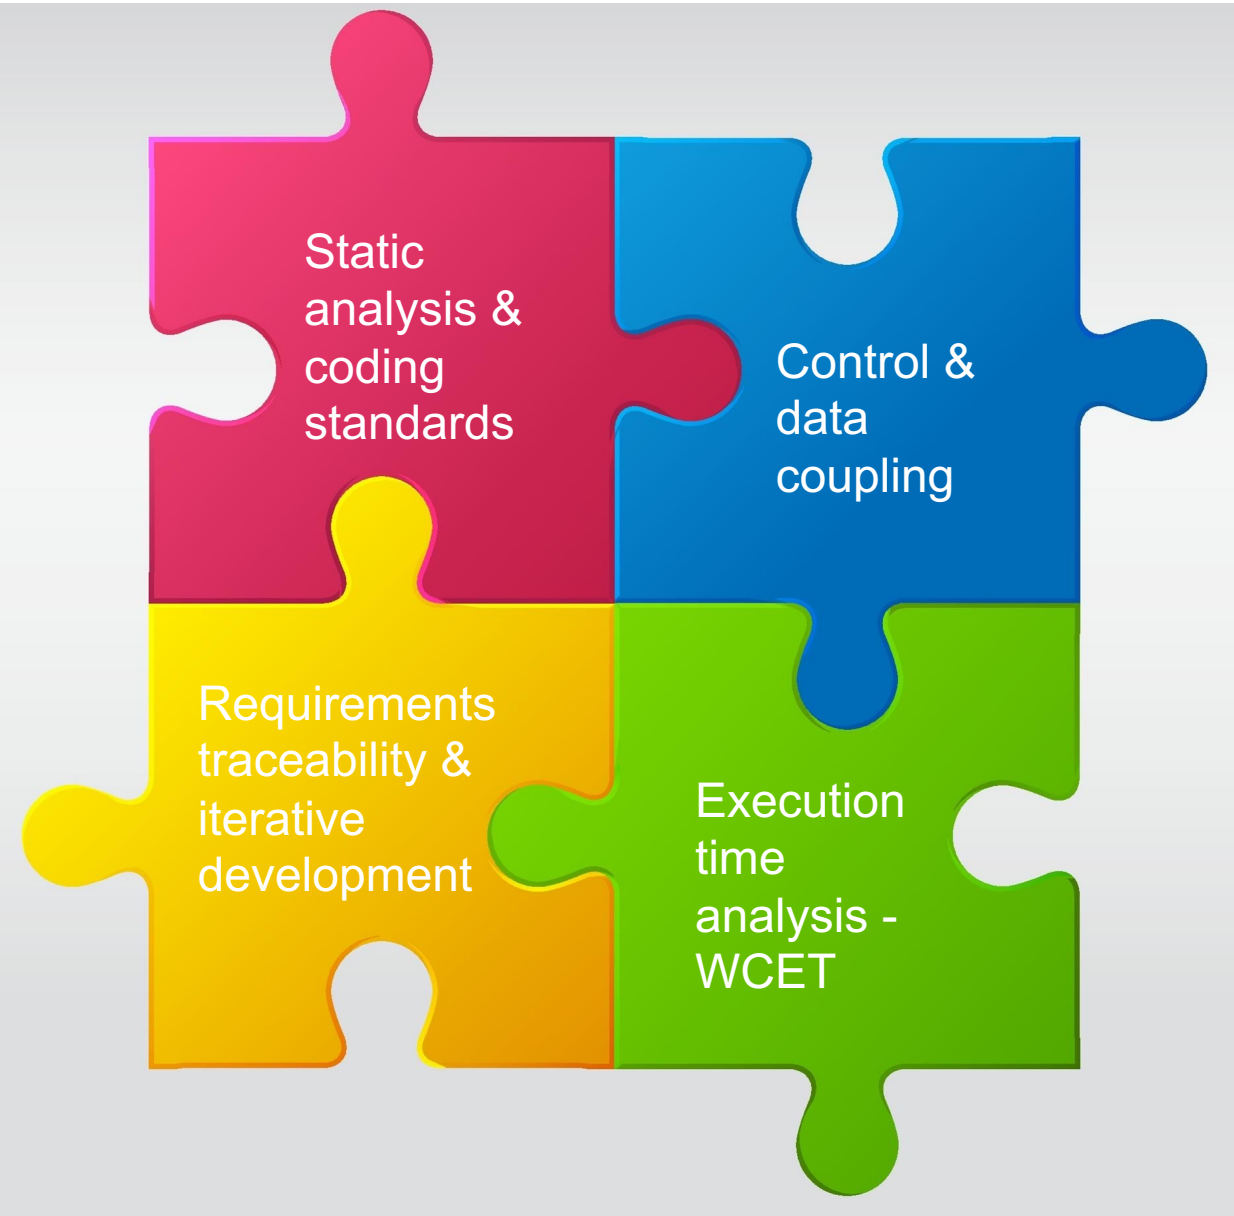 Static
analysis &
coding
standards
Control &
data
coupling
Requirements
traceability &
iterative
development
Execution
time
analysis -
WCET